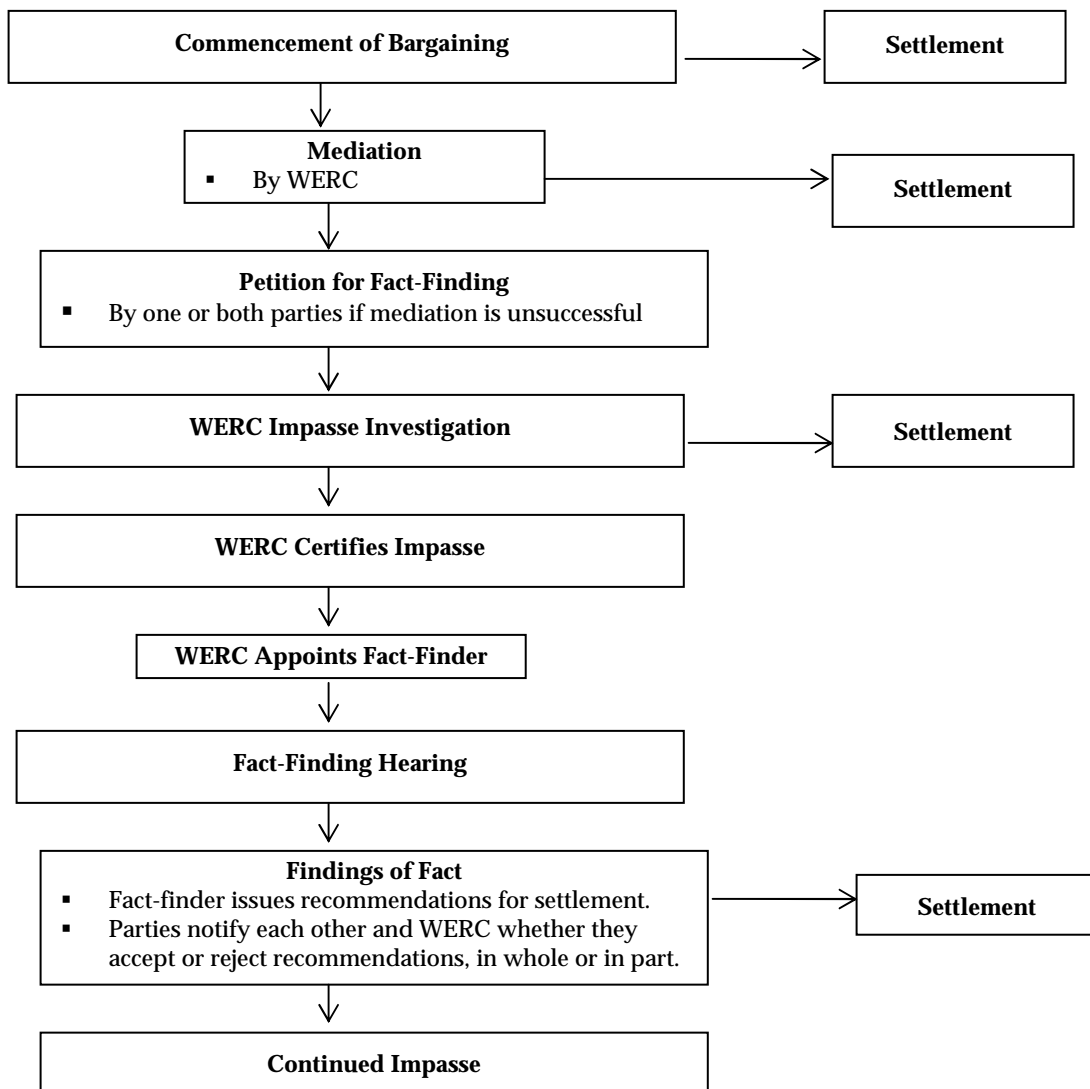 Commencement of Bargaining
Settlement
Mediation
▪ By WERC
Settlement
Petition for Fact-Finding
▪ By one or both parties if mediation is unsuccessful
WERC Impasse Investigation
Settlement
WERC Certifies Impasse
WERC Appoints Fact-Finder
Fact-Finding Hearing
Findings of Fact
▪ Fact-finder issues recommendations for settlement.
▪ Parties notify each other and WERC whether they
accept or reject recommendations, in whole or in part.
Settlement
Continued Impasse